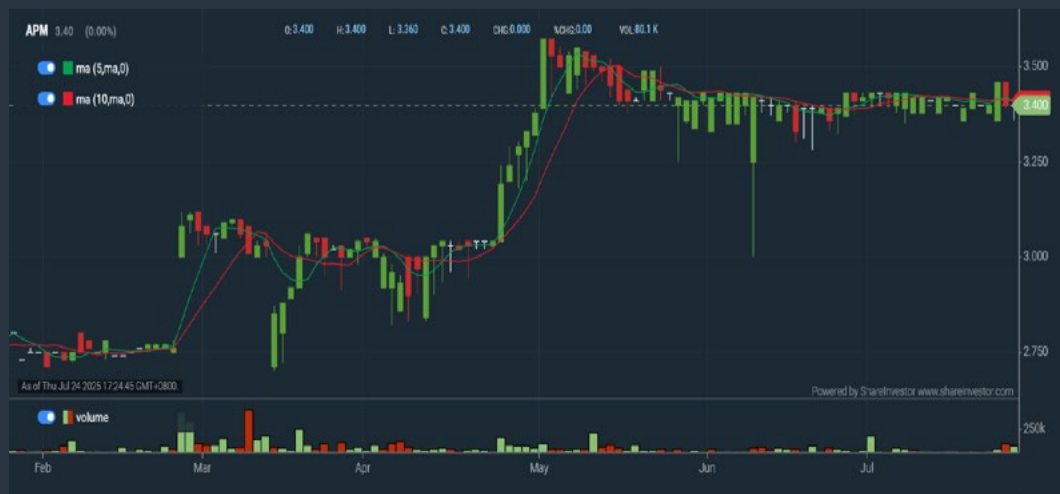 APM 3.40 (0.00%) O:3.400 H:3.400 L:3.360 C:3.400 CHG:0.000 %CHG:0.00 VOL:80.1 K
ma (5,ma,0)
ma (10,ma,0)
3.500
3.400
3.250
3.000
2.750
As of Thu Jul 24 2025 17:24:45 GMT+0800.
Powered by ShareInvestor www.shareinvestor.com
volume
250k
Feb Mar Apr May Jun Jul